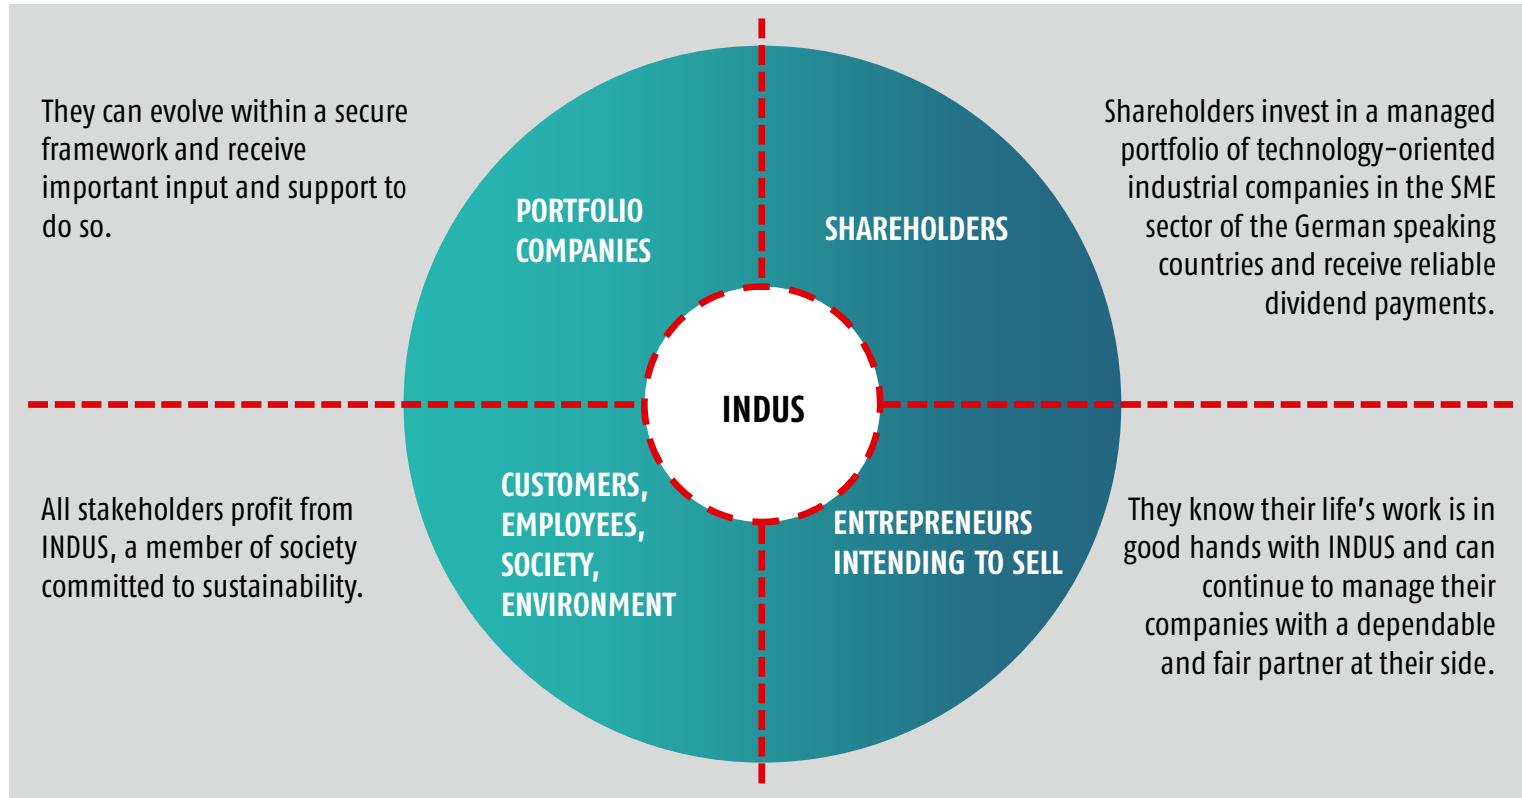 They can evolve within a secure
framework and receive
important input and support to
do so.
PORTFOLIO
COMPANIES
SHAREHOLDERS
Shareholders invest in a managed
portfolio of technology-oriented
industrial companies in the SME
sector of the German speaking
countries and receive reliable
dividend payments.
INDUS
All stakeholders profit from
INDUS, a member of society
committed to sustainability.
CUSTOMERS,
EMPLOYEES,
SOCIETY,
ENVIRONMENT
ENTREPRENEURS
INTENDING TO SELL
They know their life's work is in
good hands with INDUS and can
continue to manage their
companies with a dependable
and fair partner at their side.